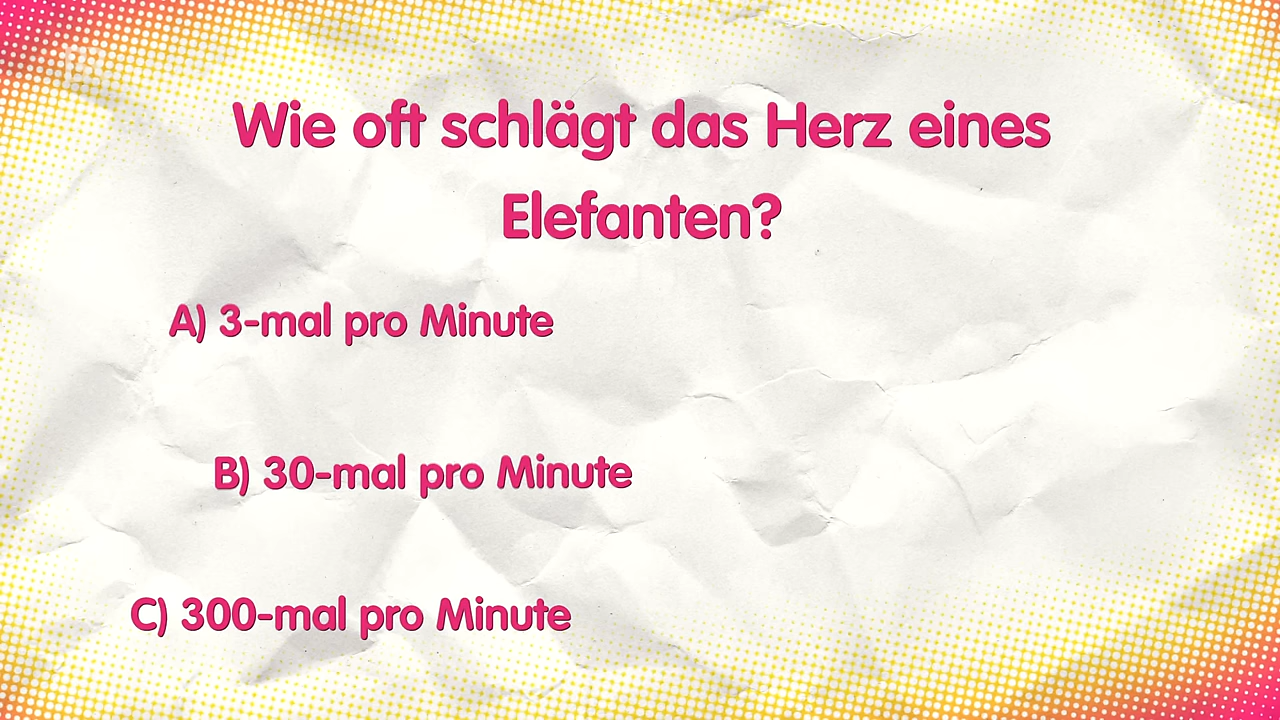 Wie oft schlägt das Herz eines
Elefanten?
A) 3-mal pro Minute
B) 30-mal pro Minute
C) 300-mal pro Minute